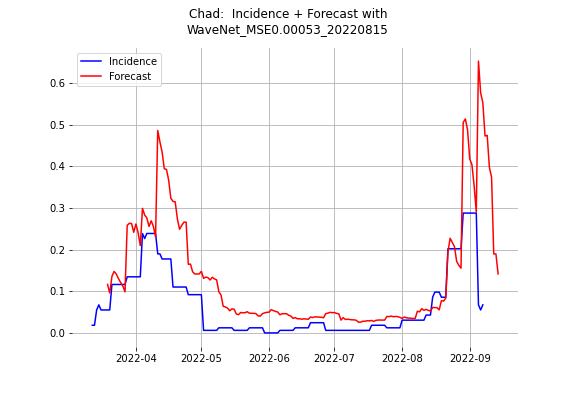 Chad:  Incidence + Forecast with
WaveNet_MSE0.00053_20220815
Incidence
Forecast
0.6
0.5
0.4
0.3
0.2
0.1
0.0
2022-04 2022-05 2022-06 2022-07 2022-08 2022-09